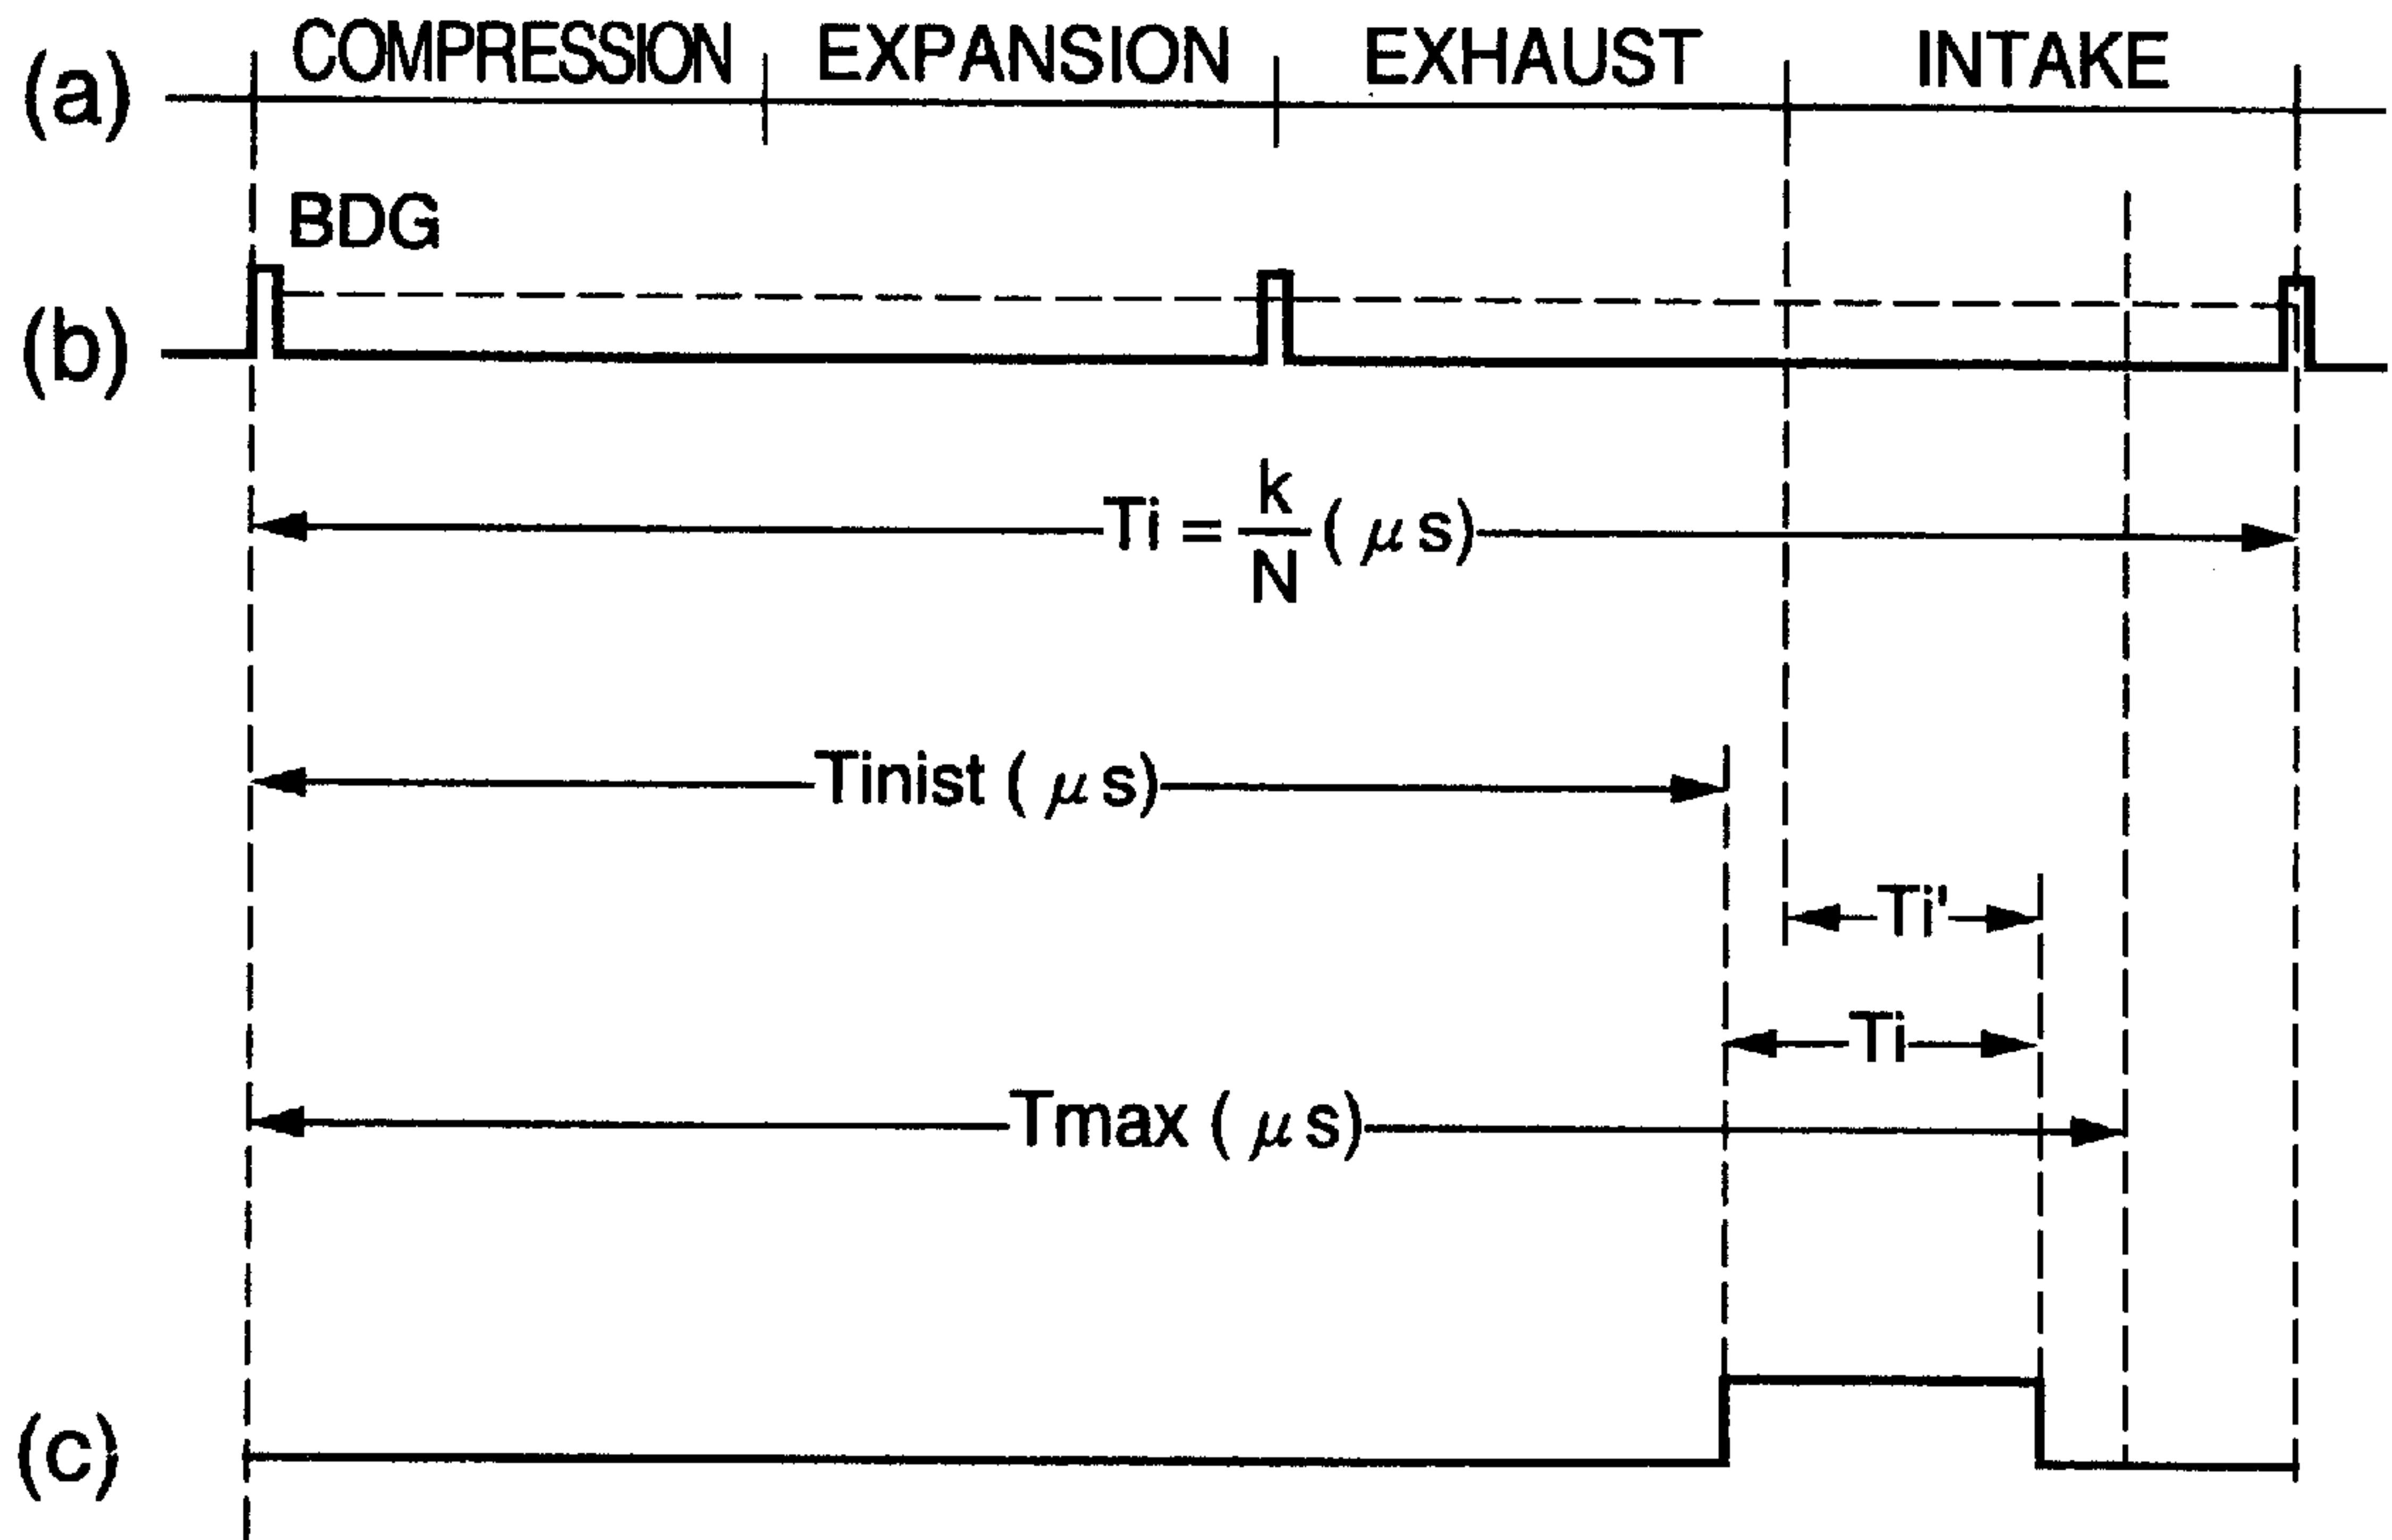 (a) COMPRESSION EXPANSION EXHAUST INTAKE
BDG
(b)
Ti = k/N ( μs)
Tinist ( μs)
Ti'
Ti
Tmax ( μs)
(c)